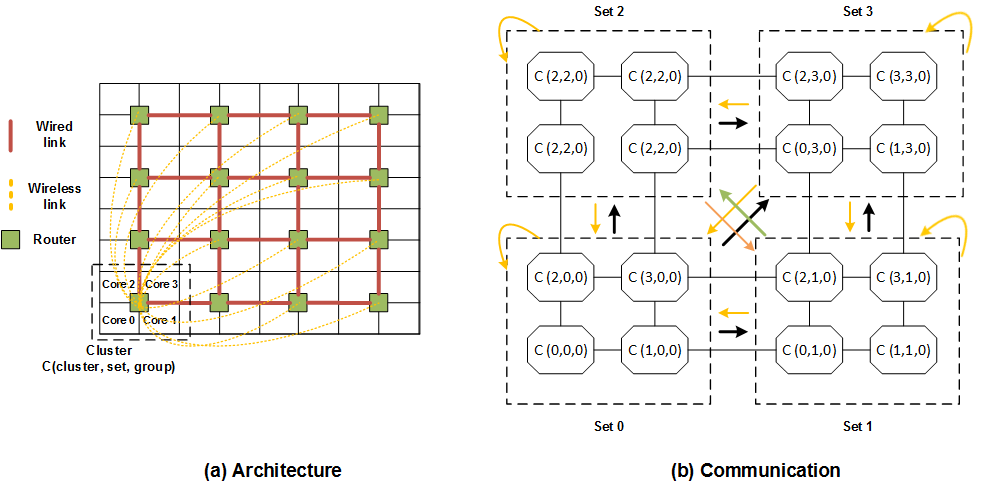 Wired
link
Wireless
link
Router
Core 2
Core 3
Core 0
Core 1
Cluster
C(cluster, set, group)
(a) Architecture
Set 2
Set 3
C (2,2,0)
C (2,2,0)
C (2,3,0)
C (3,3,0)
C (2,2,0)
C (2,2,0)
C (0,3,0)
C (1,3,0)
C (2,0,0)
C (3,0,0)
C (2,1,0)
C (3,1,0)
C (0,0,0)
C (1,0,0)
C (0,1,0)
C (1,1,0)
Set 0
Set 1
(b) Communication